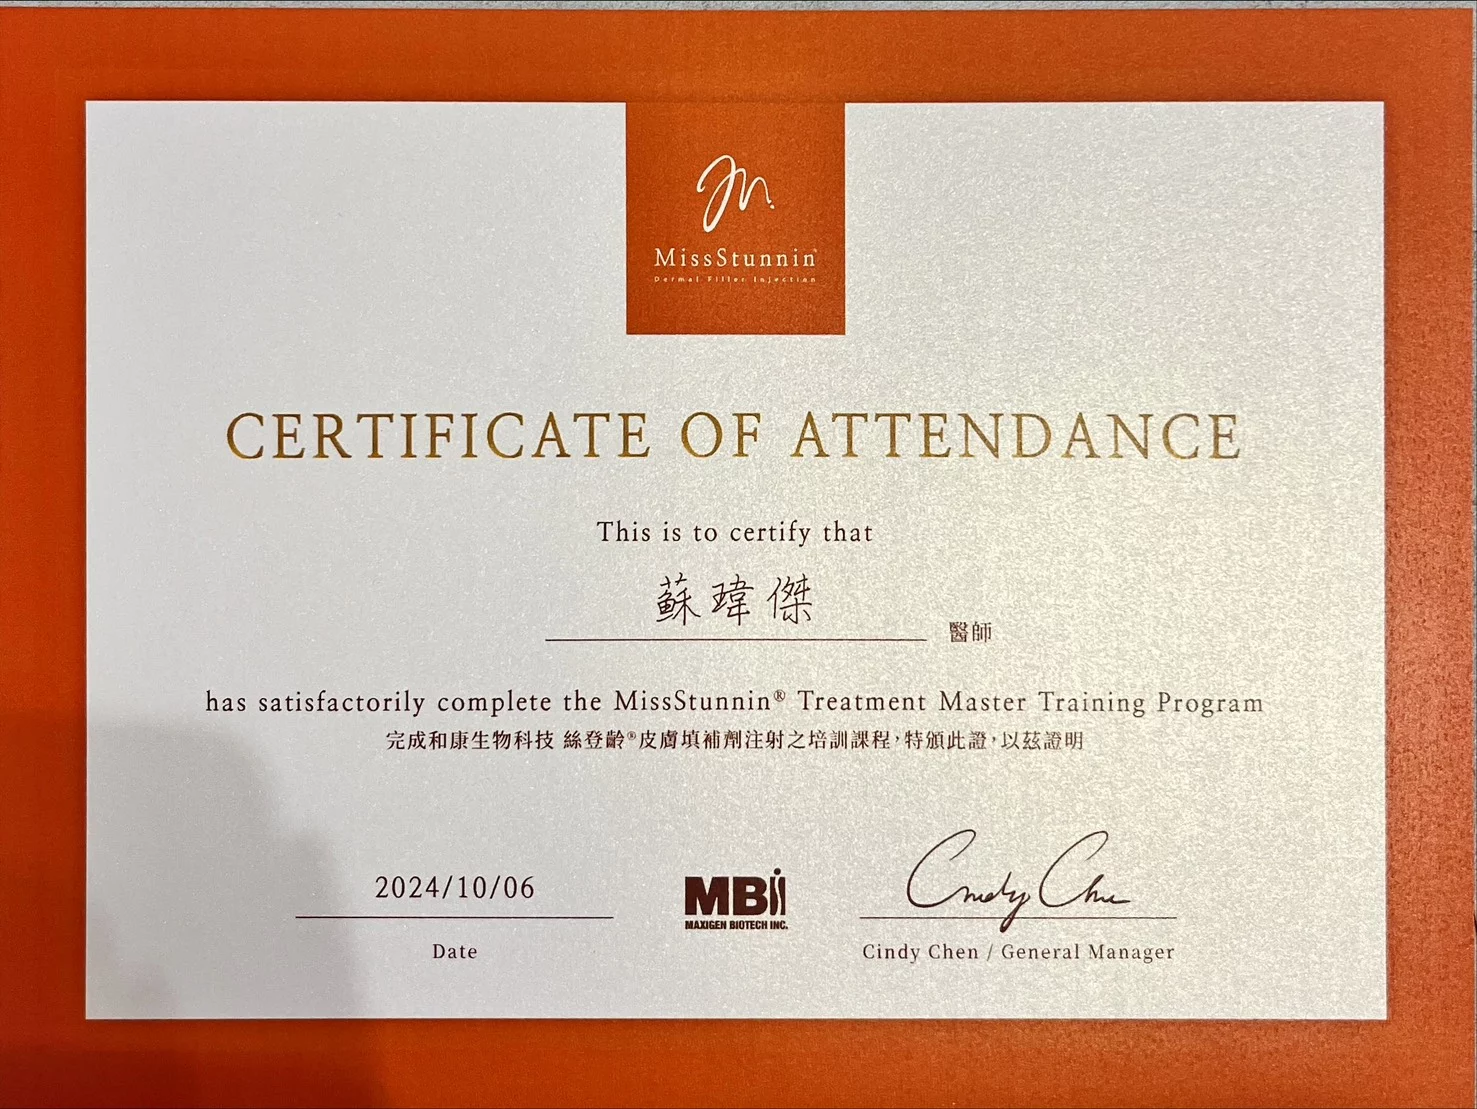 MissStunnin®
Dermal Filler Injection
CERTIFICATE OF ATTENDANCE
This is to certify that
蘇瑋傑
醫師
has satisfactorily complete the MissStunnin® Treatment Master Training Program
完成和康生物科技 絲登齡®皮膚填補劑注射之培訓課程,特頒此證,以茲證明
2024/10/06
Date
MBI
MAXIGEN BIOTECH INC.
Cindy Chen
Cindy Chen / General Manager